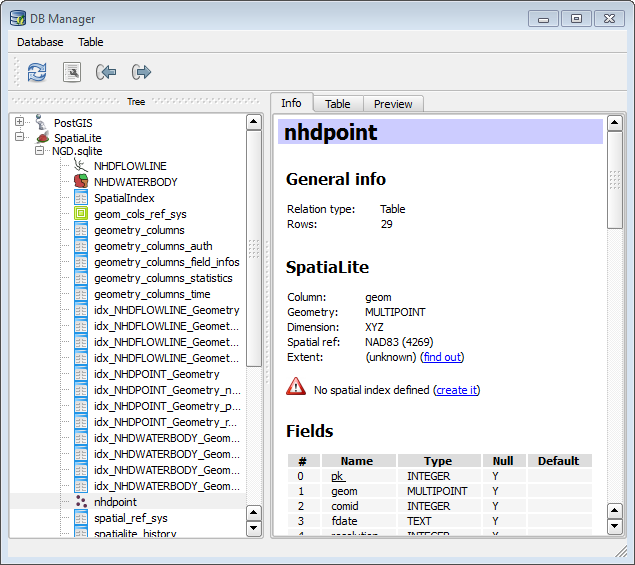 DB Manager
Database Table
Tree
PostGIS
SpatiaLite
NGD.sqlite
NHDFLOWLINE
NHDWATERBODY
SpatialIndex
geom_cols_ref_sys
geometry_columns
geometry_columns_auth
geometry_columns_field_infos
geometry_columns_statistics
geometry_columns_time
idx_NHDFLOWLINE_Geometry
idx_NHDFLOWLINE_Geomet...
idx_NHDFLOWLINE_Geomet...
idx_NHDFLOWLINE_Geomet...
idx_NHDPOINT_Geometry
idx_NHDPOINT_Geometry_n...
idx_NHDPOINT_Geometry_p...
idx_NHDPOINT_Geometry_r...
idx_NHDWATERBODY_Geom...
idx_NHDWATERBODY_Geom...
idx_NHDWATERBODY_Geom...
idx_NHDWATERBODY_Geom...
nhdpoint
spatial_ref_sys
spatialite_history
Info Table Preview
nhdpoint
General info
Relation type: Table
Rows: 29
SpatiaLite
Column: geom
Geometry: MULTIPOINT
Dimension: XYZ
Spatial ref: NAD83 (4269)
Extent: (unknown) (find out)
No spatial index defined (create it)
Fields
# Name Type Null Default
0 pk INTEGER Y
1 geom MULTIPOINT Y
2 comid INTEGER Y
3 fdate TEXT Y
4 resolution INTEGER Y